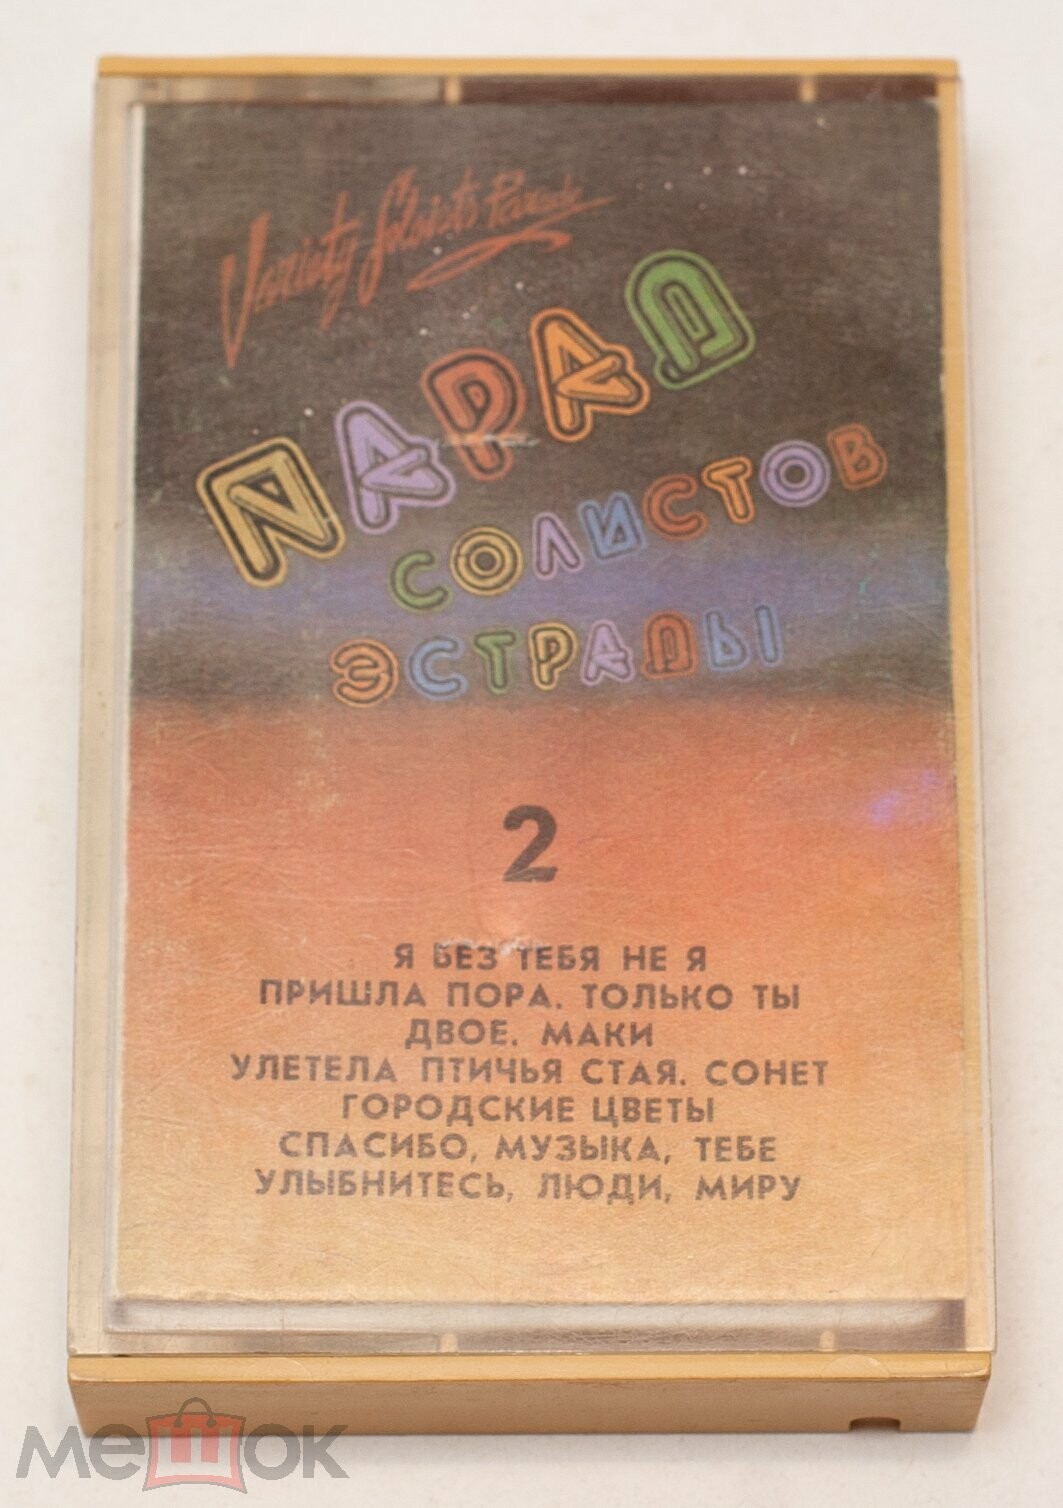 Variety Soloists Parade
ПАРАД
СОЛИСТОВ
ЭСТРАДЫ
2
Я БЕЗ ТЕБЯ НЕ Я
ПРИШЛА ПОРА. ТОЛЬКО ТЫ
ДВОЕ. МАКИ
УЛЕТЕЛА ПТИЧЬЯ СТАЯ. СОНЕТ
ГОРОДСКИЕ ЦВЕТЫ
СПАСИБО, МУЗЫКА, ТЕБЕ
УЛЫБНИТЕСЬ, ЛЮДИ, МИРУ
мешок